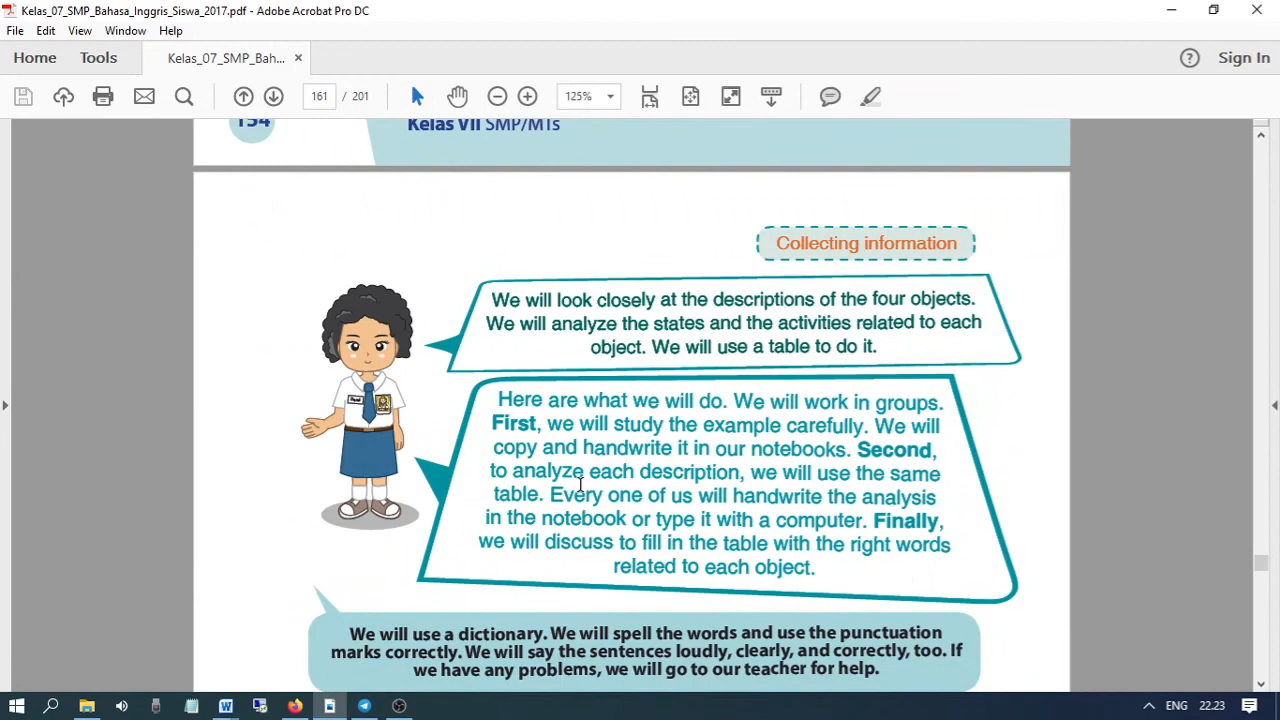 Kelas_07_SMP_Bahasa_Inggris_Siswa_2017.pdf - Adobe Acrobat Pro DC
File Edit View Window Help
Home Tools Kelas_07_SMP_Bah... × Sign In
161 / 201 125%
154 Kelas VII SMP/MTs
Collecting information
We will look closely at the descriptions of the four objects.
We will analyze the states and the activities related to each
object. We will use a table to do it.
Here are what we will do. We will work in groups.
First, we will study the example carefully. We will
copy and handwrite it in our notebooks. Second,
to analyze each description, we will use the same
table. Every one of us will handwrite the analysis
in the notebook or type it with a computer. Finally,
we will discuss to fill in the table with the right words
related to each object.
We will use a dictionary. We will spell the words and use the punctuation
marks correctly. We will say the sentences loudly, clearly, and correctly, too. If
we have any problems, we will go to our teacher for help.
ENG 22.23